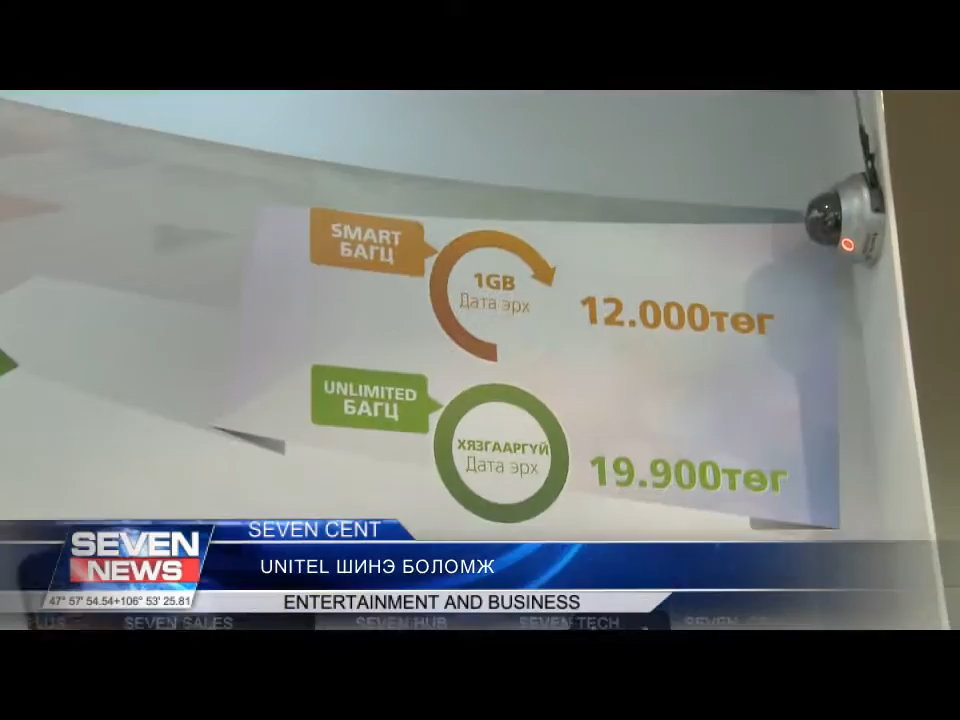 SMART
БАГЦ
1GB
Дата эрх
12.000төг
UNLIMITED
БАГЦ
ХЯЗГААРГҮЙ
Дата эрх
19.900төг
SEVEN CENT
SEVEN
NEWS
UNITEL ШИНЭ БОЛОМЖ
47° 57' 54.54+106° 53' 25.81
ENTERTAINMENT AND BUSINESS
SEVEN SALES SEVEN HUB SEVEN TECH